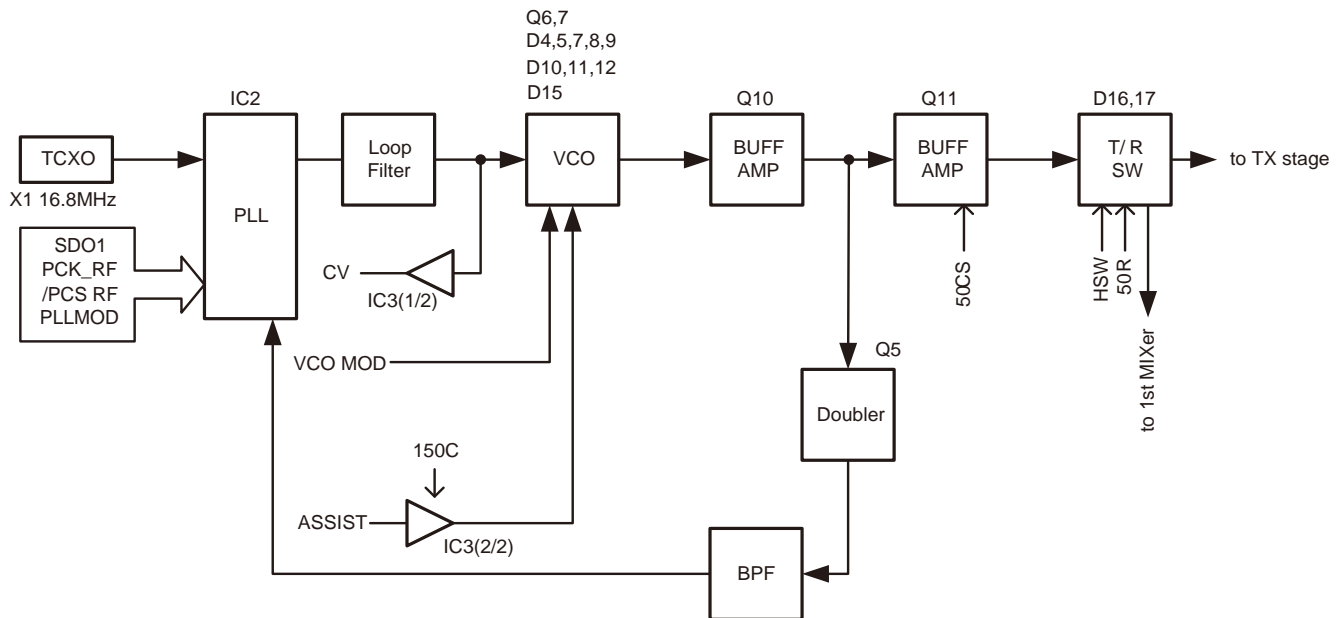 Q6,7
D4,5,7,8,9
D10,11,12
D15
IC2
Q10
Q11
D16,17
TCXO
X1 16.8MHz
PLL
Loop
Filter
VCO
BUFF
AMP
BUFF
AMP
T/ R
SW
to TX stage
SDO1
PCK_RF
/PCS RF
PLLMOD
CV
IC3(1/2)
50CS
HSW
50R
to 1st MIXer
VCO MOD
Q5
Doubler
150C
ASSIST
IC3(2/2)
BPF